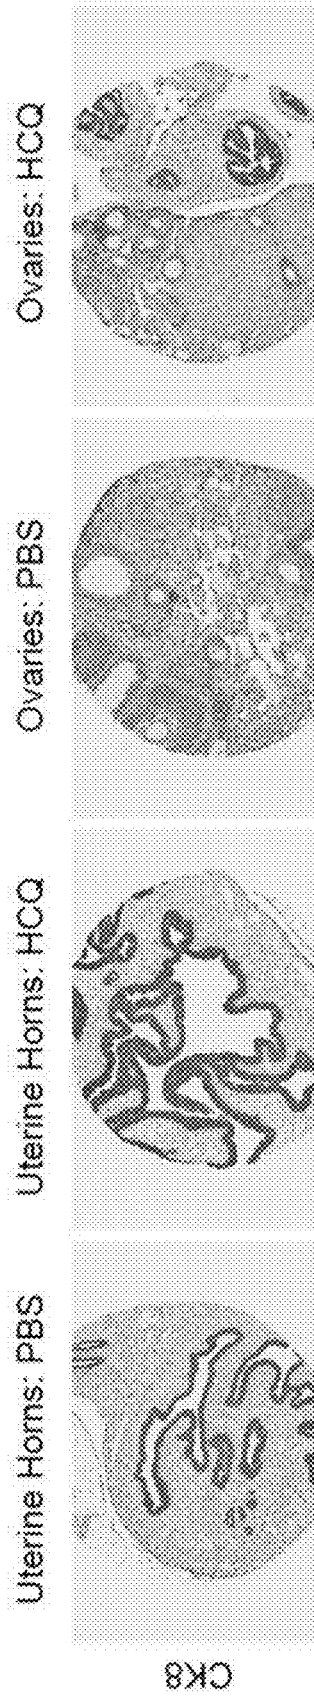 Uterine Horns: PBS
Uterine Horns: HCQ
Ovaries: PBS
Ovaries: HCQ
CK8